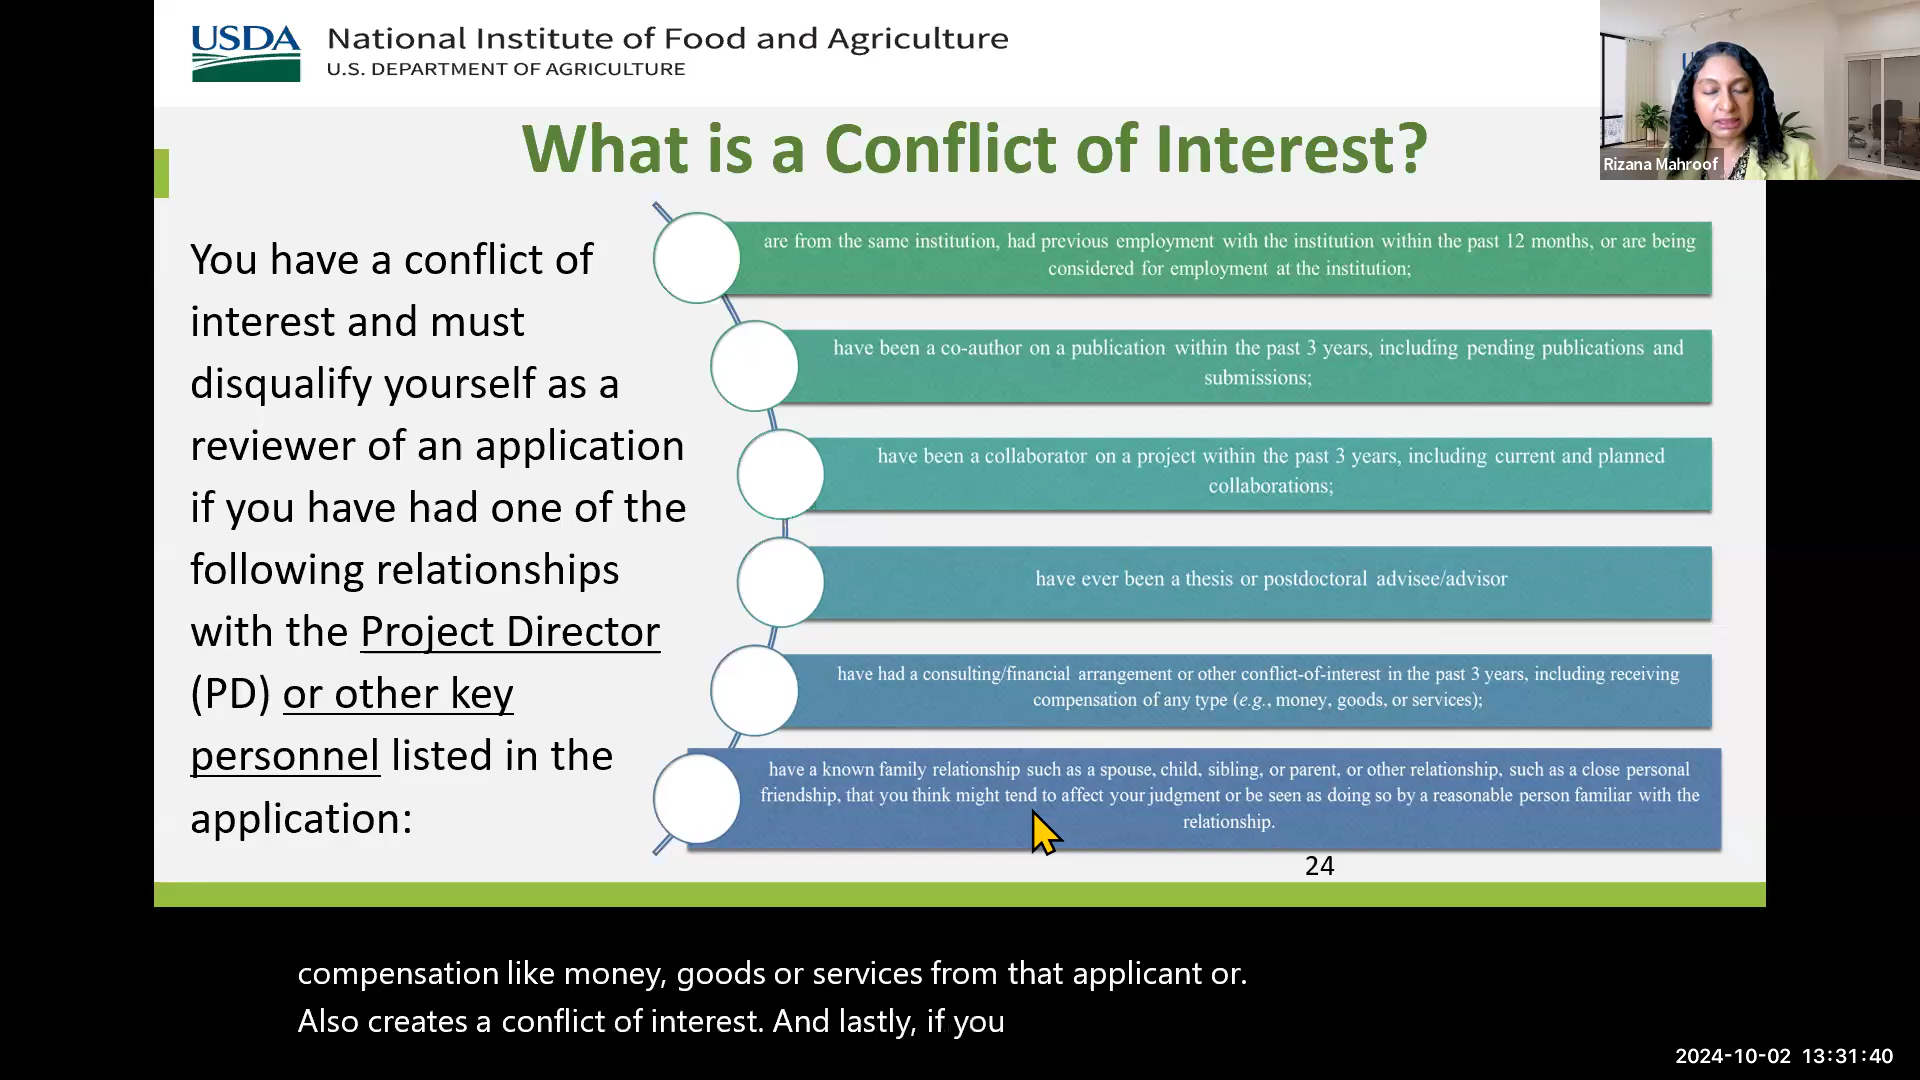 USDA
National Institute of Food and Agriculture
U.S. DEPARTMENT OF AGRICULTURE
Rizana Mahroof
What is a Conflict of Interest?
You have a conflict of
interest and must
disqualify yourself as a
reviewer of an application
if you have had one of the
following relationships
with the Project Director
(PD) or other key
personnel listed in the
application:
are from the same institution, had previous employment with the institution within the past 12 months, or are being
considered for employment at the institution;
have been a co-author on a publication within the past 3 years, including pending publications and
submissions;
have been a collaborator on a project within the past 3 years, including current and planned
collaborations;
have ever been a thesis or postdoctoral advisee/advisor
have had a consulting/financial arrangement or other conflict-of-interest in the past 3 years, including receiving
compensation of any type (e.g., money, goods, or services);
have a known family relationship such as a spouse, child, sibling, or parent, or other relationship, such as a close personal
friendship, that you think might tend to affect your judgment or be seen as doing so by a reasonable person familiar with the
relationship.
24
compensation like money, goods or services from that applicant or.
Also creates a conflict of interest. And lastly, if you
2024-10-02 13:31:40